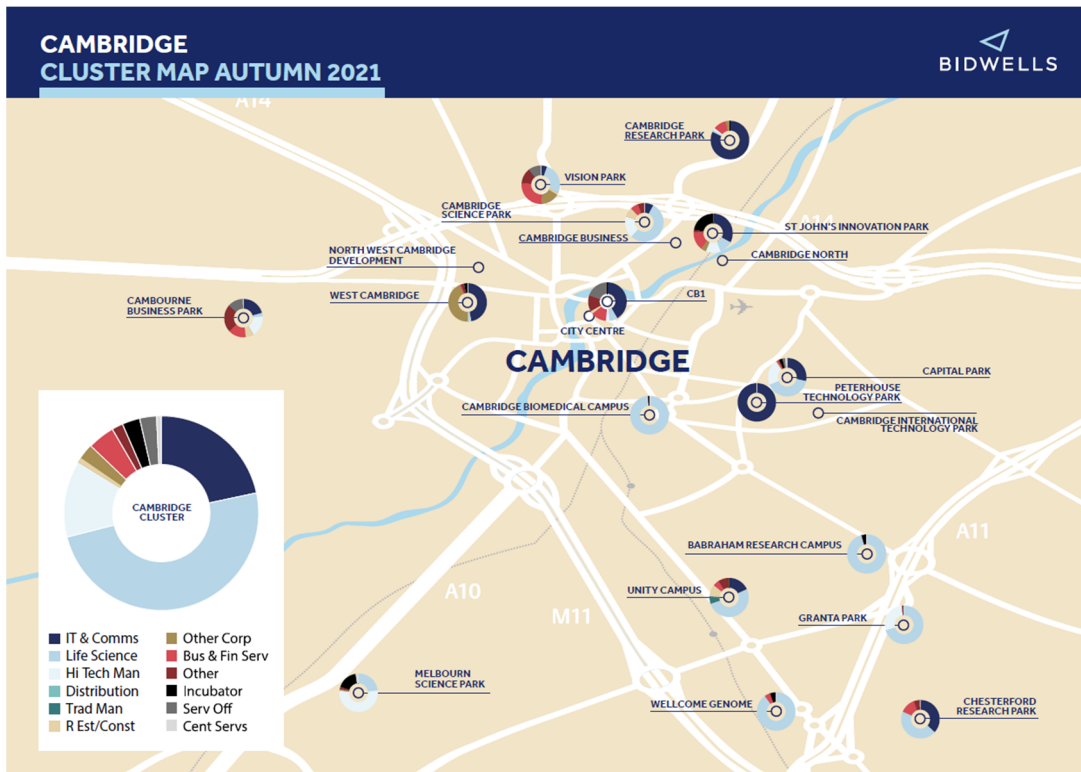 CAMBRIDGE
CLUSTER MAP AUTUMN 2021
BIDWELLS
A14
CAMBRIDGE
RESEARCH PARK
VISION PARK
CAMBRIDGE
SCIENCE PARK
A14
ST JOHN'S INNOVATION PARK
CAMBRIDGE BUSINESS
CAMBRIDGE NORTH
NORTH WEST CAMBRIDGE
DEVELOPMENT
WEST CAMBRIDGE
CB1
CAMBOURNE
BUSINESS PARK
CITY CENTRE
CAMBRIDGE
CAPITAL PARK
PETERHOUSE
TECHNOLOGY PARK
CAMBRIDGE BIOMEDICAL CAMPUS
CAMBRIDGE INTERNATIONAL
TECHNOLOGY PARK
CAMBRIDGE
CLUSTER
A11
BABRAHAM RESEARCH CAMPUS
A10
UNITY CAMPUS
M11
GRANTA PARK
MELBOURN
SCIENCE PARK
WELLCOME GENOME
CHESTERFORD
RESEARCH PARK
IT & Comms
Life Science
Hi Tech Man
Distribution
Trad Man
R Est/Const
Other Corp
Bus & Fin Serv
Other
Incubator
Serv Off
Cent Servs